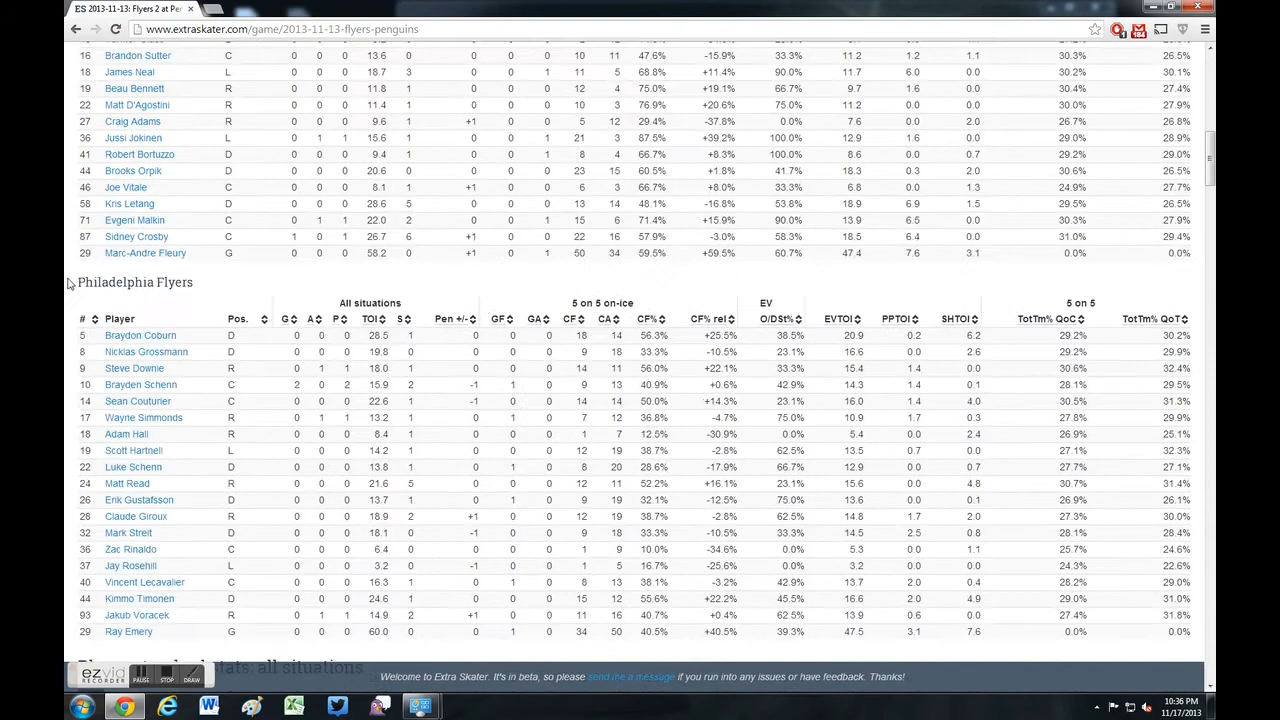 ES 2013-11-13: Flyers 2 at Pe ×
www.extraskater.com/game/2013-11-13-flyers-penguins
16 Brandon Sutter C 0 0 0 13.6 0 0 0 0 10 11 47.6% -15.9% 33.3% 11.2 1.2 1.1 30.3% 26.5%
18 James Neal L 0 0 0 18.7 3 0 0 1 11 5 68.8% +11.4% 90.0% 11.7 6.0 0.0 30.2% 30.1%
19 Beau Bennett R 0 0 0 11.8 1 0 0 0 12 4 75.0% +19.1% 66.7% 9.7 1.6 0.0 30.4% 27.4%
22 Matt D'Agostini R 0 0 0 11.4 1 0 0 0 10 3 76.9% +20.6% 75.0% 11.2 0.0 0.0 30.0% 27.9%
27 Craig Adams R 0 0 0 9.6 1 +1 0 0 5 12 29.4% -37.8% 0.0% 7.6 0.0 2.0 26.7% 26.8%
36 Jussi Jokinen L 0 1 1 15.6 1 0 0 1 21 3 87.5% +39.2% 100.0% 12.9 1.6 0.0 29.0% 28.9%
41 Robert Bortuzzo D 0 0 0 9.4 1 0 0 1 8 4 66.7% +8.3% 100.0% 8.6 0.0 0.7 29.2% 29.0%
44 Brooks Orpik D 0 0 0 20.6 0 0 0 0 23 15 60.5% +1.8% 41.7% 18.3 0.3 2.0 30.6% 26.5%
46 Joe Vitale C 0 0 0 8.1 1 +1 0 0 6 3 66.7% +8.0% 33.3% 6.8 0.0 1.3 24.9% 27.7%
58 Kris Letang D 0 0 0 28.6 5 0 0 0 13 14 48.1% -16.8% 53.8% 18.9 6.9 1.5 29.5% 26.5%
71 Evgeni Malkin C 0 1 1 22.0 2 0 0 1 15 6 71.4% +15.9% 90.0% 13.9 6.5 0.0 30.3% 27.9%
87 Sidney Crosby C 1 0 1 26.7 6 +1 0 0 22 16 57.9% -3.0% 58.3% 18.5 6.4 0.0 31.0% 29.4%
29 Marc-Andre Fleury G 0 0 0 58.2 0 +1 0 1 50 34 59.5% +59.5% 60.7% 47.4 7.6 3.1 0.0% 0.0%
Philadelphia Flyers
All situations 5 on 5 on-ice EV 5 on 5
# Player Pos. G A P TOI S Pen +/- GF GA CF CA CF% CF% rel O/DSt% EVTOI PPTOI SHTOI TotTm% QoC TotTm% QoT
5 Braydon Coburn D 0 0 0 28.5 1 0 0 0 18 14 56.3% +25.5% 38.5% 20.9 0.2 6.2 29.2% 30.2%
8 Nicklas Grossmann D 0 0 0 19.8 0 0 0 0 9 18 33.3% -10.5% 23.1% 16.6 0.0 2.6 29.2% 29.9%
9 Steve Downie R 0 1 1 18.0 1 0 0 0 14 11 56.0% +22.1% 33.3% 15.4 1.4 0.0 30.6% 32.4%
10 Brayden Schenn C 2 0 2 15.9 2 -1 1 0 9 13 40.9% +0.6% 42.9% 14.3 1.4 0.1 28.1% 29.5%
14 Sean Couturier C 0 0 0 22.6 1 -1 0 0 14 14 50.0% +14.3% 23.1% 16.0 1.4 4.0 30.5% 31.3%
17 Wayne Simmonds R 0 1 1 13.2 1 0 1 0 7 12 36.8% -4.7% 75.0% 10.9 1.7 0.3 27.8% 29.9%
18 Adam Hall R 0 0 0 8.4 1 0 0 0 1 7 12.5% -30.9% 0.0% 5.4 0.0 2.4 26.9% 25.1%
19 Scott Hartnell L 0 0 0 14.2 1 0 0 0 12 19 38.7% -2.8% 62.5% 13.5 0.7 0.0 27.1% 32.3%
22 Luke Schenn D 0 0 0 13.8 1 0 1 0 8 20 28.6% -17.9% 66.7% 12.9 0.0 0.7 27.7% 27.1%
24 Matt Read R 0 0 0 21.6 5 0 0 0 12 11 52.2% +16.1% 23.1% 15.8 0.0 4.8 30.7% 31.4%
26 Erik Gustafsson D 0 0 0 13.7 1 0 1 0 9 19 32.1% -12.5% 75.0% 13.5 0.0 0.1 26.9% 26.1%
28 Claude Giroux R 0 0 0 18.9 2 +1 0 0 12 19 38.7% -2.8% 62.5% 14.8 1.7 2.0 27.3% 30.0%
32 Mark Streit D 0 0 0 18.1 0 -1 0 0 9 18 33.3% -10.5% 33.3% 14.5 2.5 0.8 28.1% 28.4%
36 Zac Rinaldo C 0 0 0 6.4 0 0 0 0 1 9 10.0% -34.6% 0.0% 5.3 0.0 1.1 25.7% 24.6%
37 Jay Rosehill L 0 0 0 3.2 0 -1 0 0 1 5 16.7% -25.6% 0.0% 3.2 0.0 0.0 24.3% 22.6%
40 Vincent Lecavalier C 0 0 0 16.3 1 0 1 0 8 13 38.1% -3.2% 42.9% 13.7 2.0 0.4 28.2% 29.0%
44 Kimmo Timonen D 0 0 0 24.6 1 0 0 0 15 12 55.6% +22.2% 45.5% 16.6 2.0 4.9 29.0% 31.0%
93 Jakub Voracek R 0 1 1 14.9 2 +1 0 0 11 16 40.7% +0.4% 62.5% 13.9 0.6 0.0 27.4% 31.8%
29 Ray Emery G 0 0 0 60.0 0 0 1 0 34 50 40.5% +40.5% 39.3% 47.5 3.1 7.6 0.0% 0.0%
stats: all situations
ezvid RECORDER PAUSE STOP DRAW
Welcome to Extra Skater. It's in beta, so please send me a message if you run into any issues or have feedback. Thanks!
10:36 PM
11/17/2013